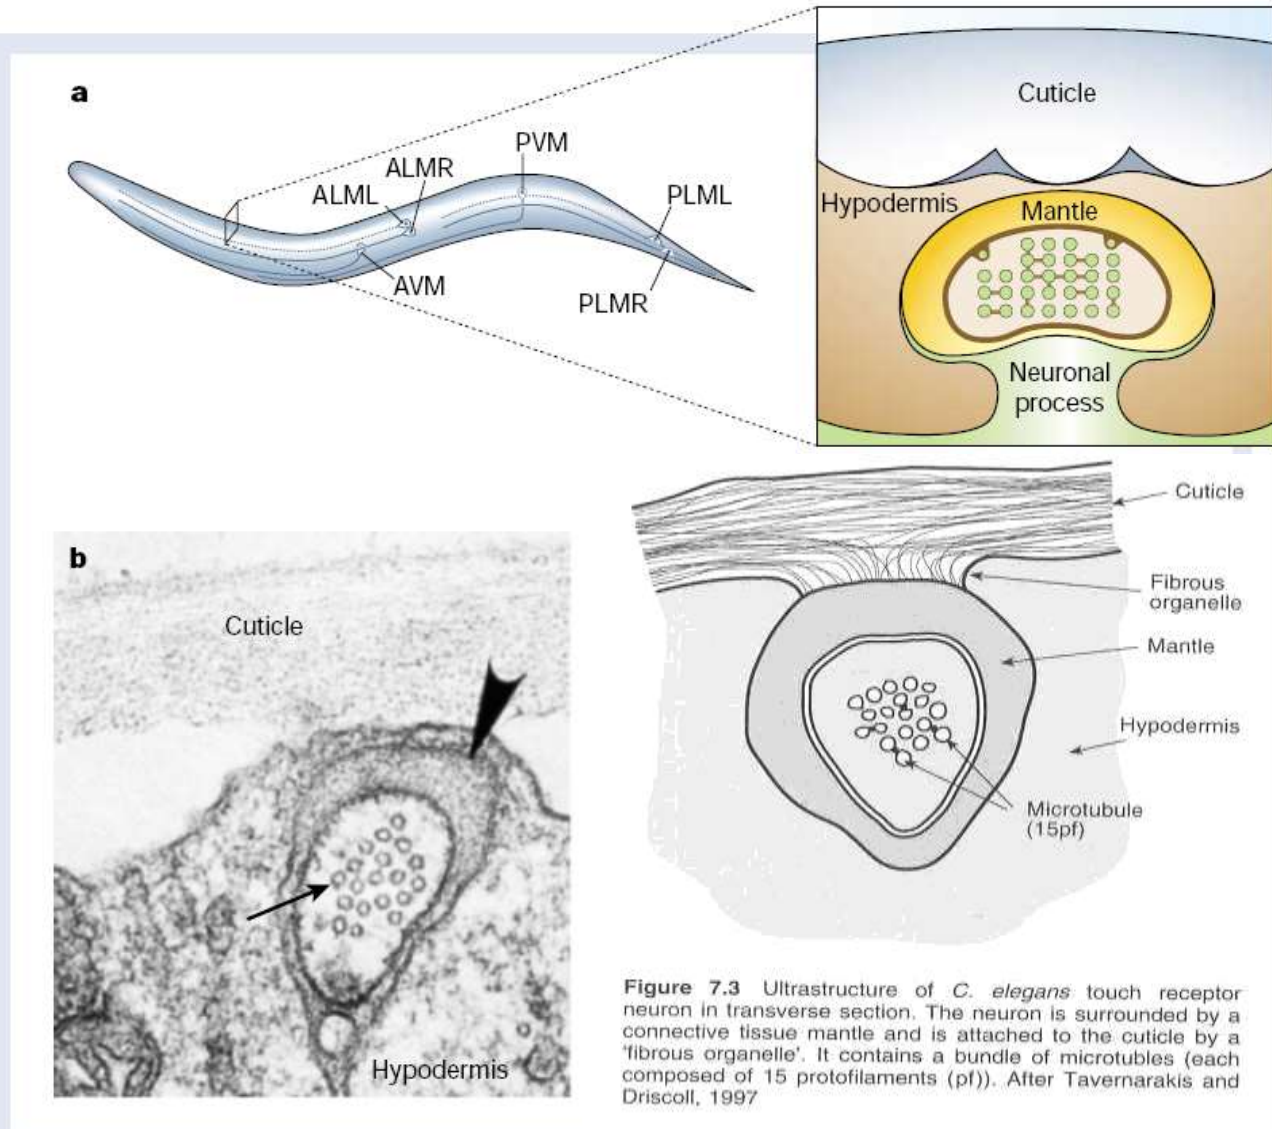 a
PVM
ALMR
ALML
PLML
AVM
PLMR
Cuticle
Hypodermis
Mantle
Neuronal
process
b
Cuticle
Hypodermis
Cuticle
Fibrous
organelle
Mantle
Hypodermis
Microtubule
(15pf)
Figure 7.3 Ultrastructure of C. elegans touch receptor
neuron in transverse section. The neuron is surrounded by a
connective tissue mantle and is attached to the cuticle by a
'fibrous organelle'. It contains a bundle of microtubles (each
composed of 15 protofilaments (pf)). After Tavernarakis and
Driscoll, 1997